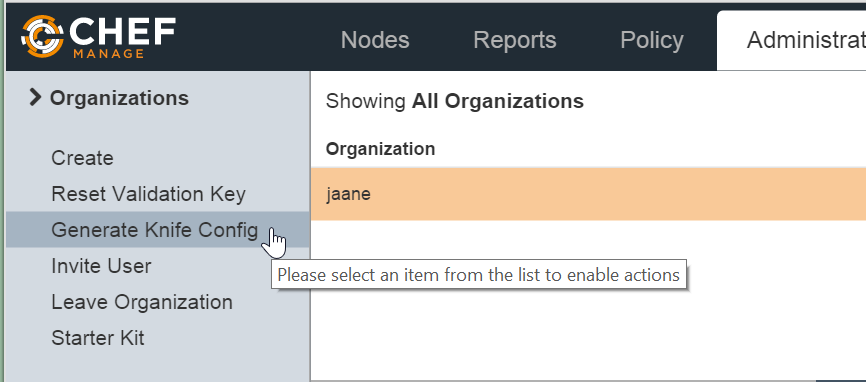 CHEF
MANAGE
Nodes
Reports
Policy
Administrat
Organizations
Create
Reset Validation Key
Generate Knife Config
Invite User
Leave Organization
Starter Kit
Showing All Organizations
Organization
jaane
Please select an item from the list to enable actions